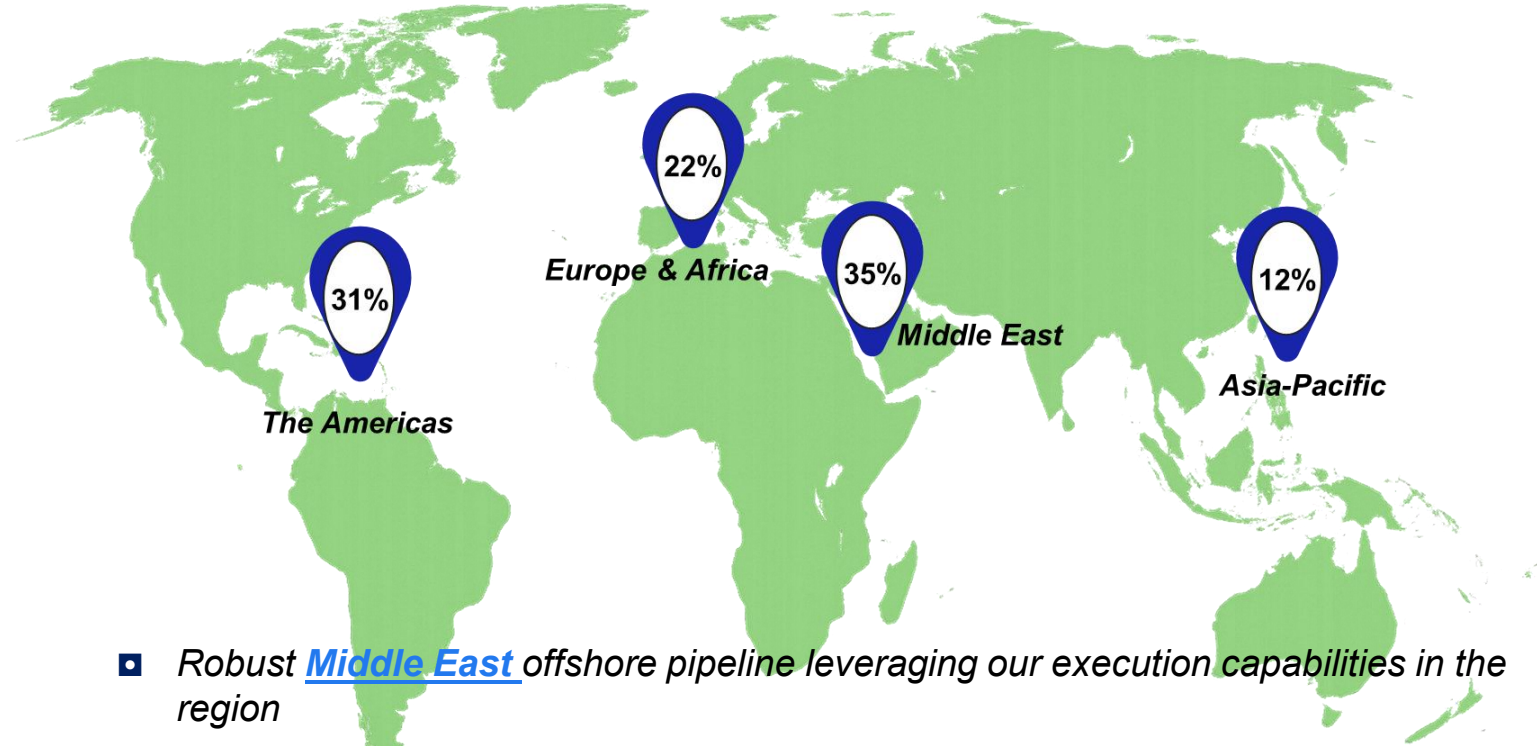 22%
Europe & Africa
35%
Middle East
31%
The Americas
12%
Asia-Pacific
Robust Middle East offshore pipeline leveraging our execution capabilities in the
region